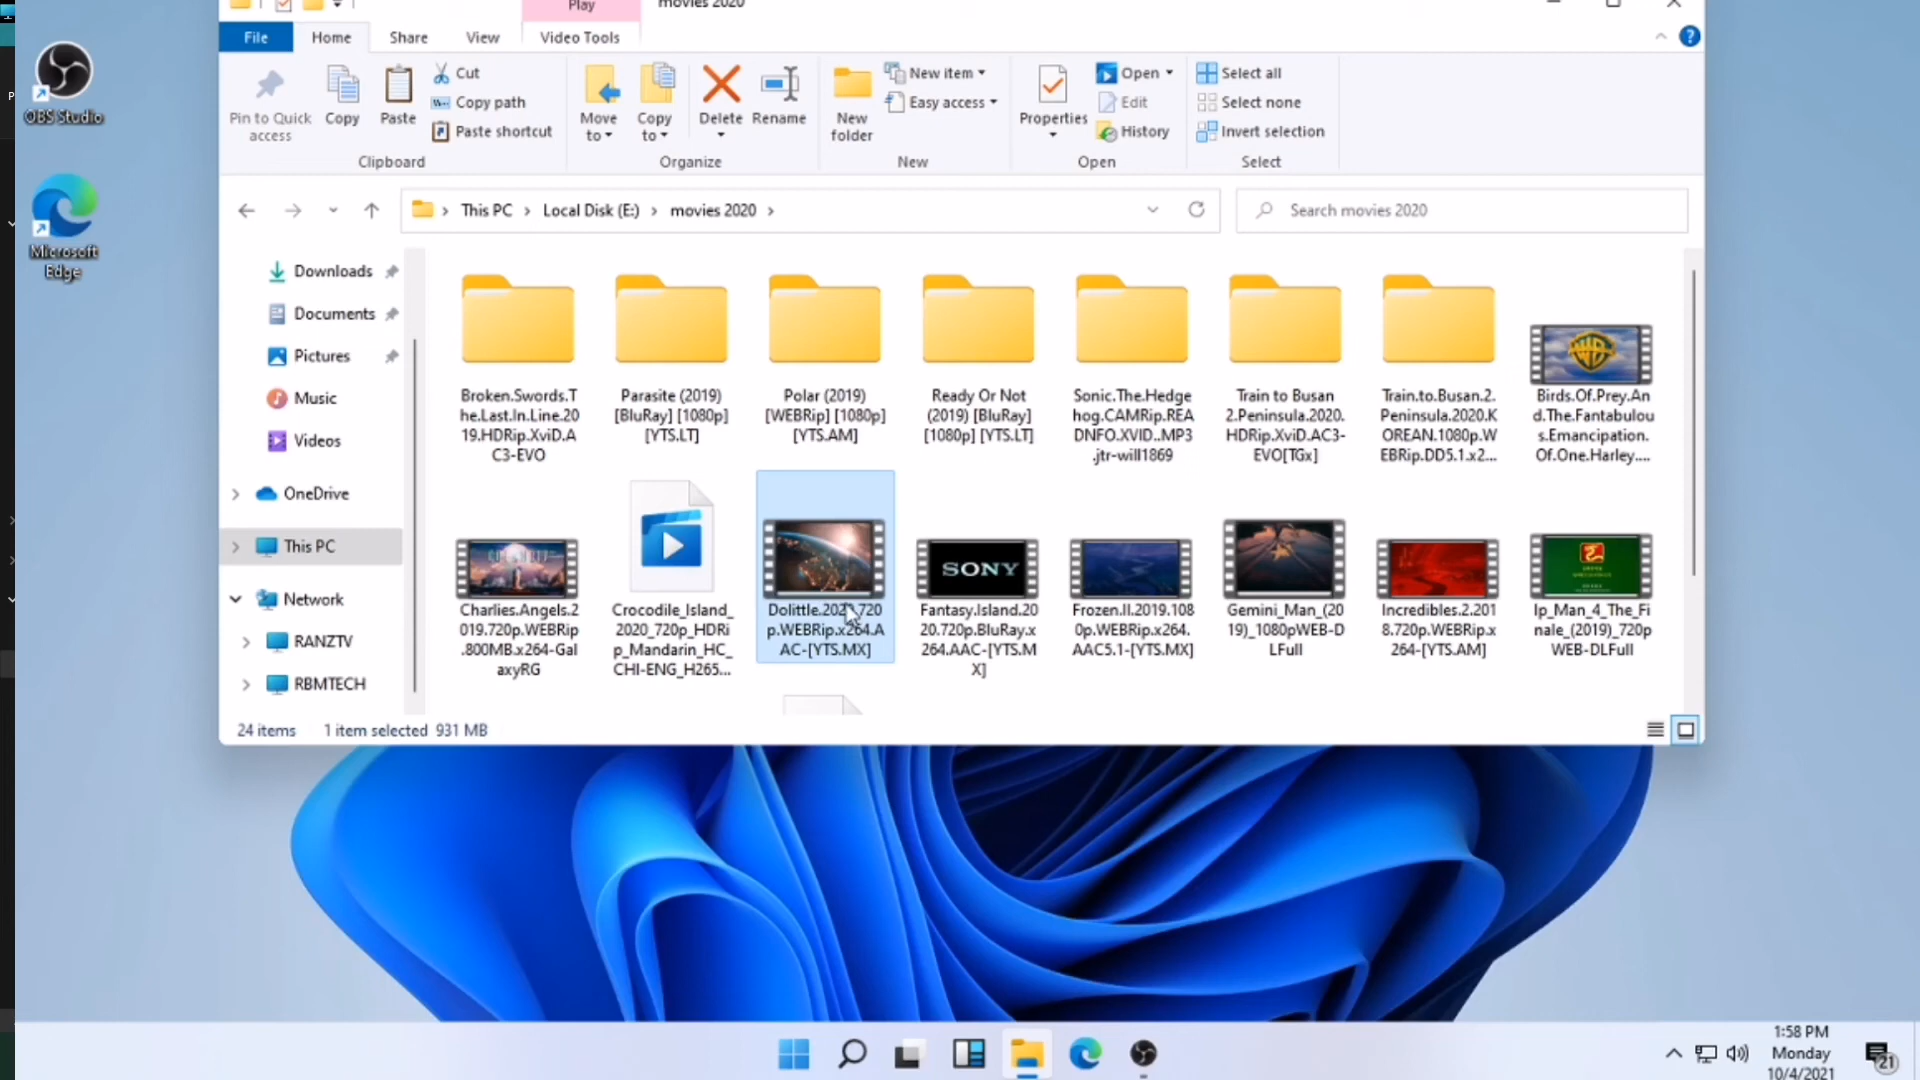 Play
movies 2020
File
Home
Share
View
Video Tools
Pin to Quick
access
Copy
Paste
Cut
Copy path
Paste shortcut
Clipboard
Move
to
Copy
to
Delete
Rename
Organize
New
folder
New item
Easy access
New
Properties
Open
Edit
History
Open
Select all
Select none
Invert selection
Select
This PC
Local Disk (E:)
movies 2020
Search movies 2020
OBS Studio
Microsoft
Edge
Downloads
Documents
Pictures
Music
Videos
OneDrive
This PC
Network
RANZTV
RBMTECH
Broken.Swords.T
he.Last.In.Line.20
19.HDRip.XviD.A
C3-EVO
Parasite (2019)
[BluRay] [1080p]
[YTS.LT]
Polar (2019)
[WEBRip] [1080p]
[YTS.AM]
Ready Or Not
(2019) [BluRay]
[1080p] [YTS.LT]
Sonic.The.Hedge
hog.CAMRip.REA
DNFO.XVID..MP3
.jtr-will1869
Train to Busan
2.Peninsula.2020.
HDRip.XviD.AC3-
EVO[TGx]
Train.to.Busan.2.
Peninsula.2020.K
OREAN.1080p.W
EBRip.DD5.1.x2...
Birds.Of.Prey.An
d.The.Fantabulou
s.Emancipation.
Of.One.Harley....
Charlies.Angels.2
019.720p.WEBRip
.800MB.x264-Gal
axyRG
Crocodile_Island_
2020_720p_HDRi
p_Mandarin_HC_
CHI-ENG_H265...
Dolittle.2020.720
p.WEBRip.x264.A
AC-[YTS.MX]
SONY
Fantasy.Island.20
20.720p.BluRay.x
264.AAC-[YTS.M
X]
Frozen.II.2019.108
0p.WEBRip.x264.
AAC5.1-[YTS.MX]
Gemini_Man_(20
19)_1080pWEB-D
LFull
Incredibles.2.201
8.720p.WEBRip.x
264-[YTS.AM]
Ip_Man_4_The_Fi
nale_(2019)_720p
WEB-DLFull
24 items
1 item selected 931 MB
1:58 PM
Monday
10/4/2021
21